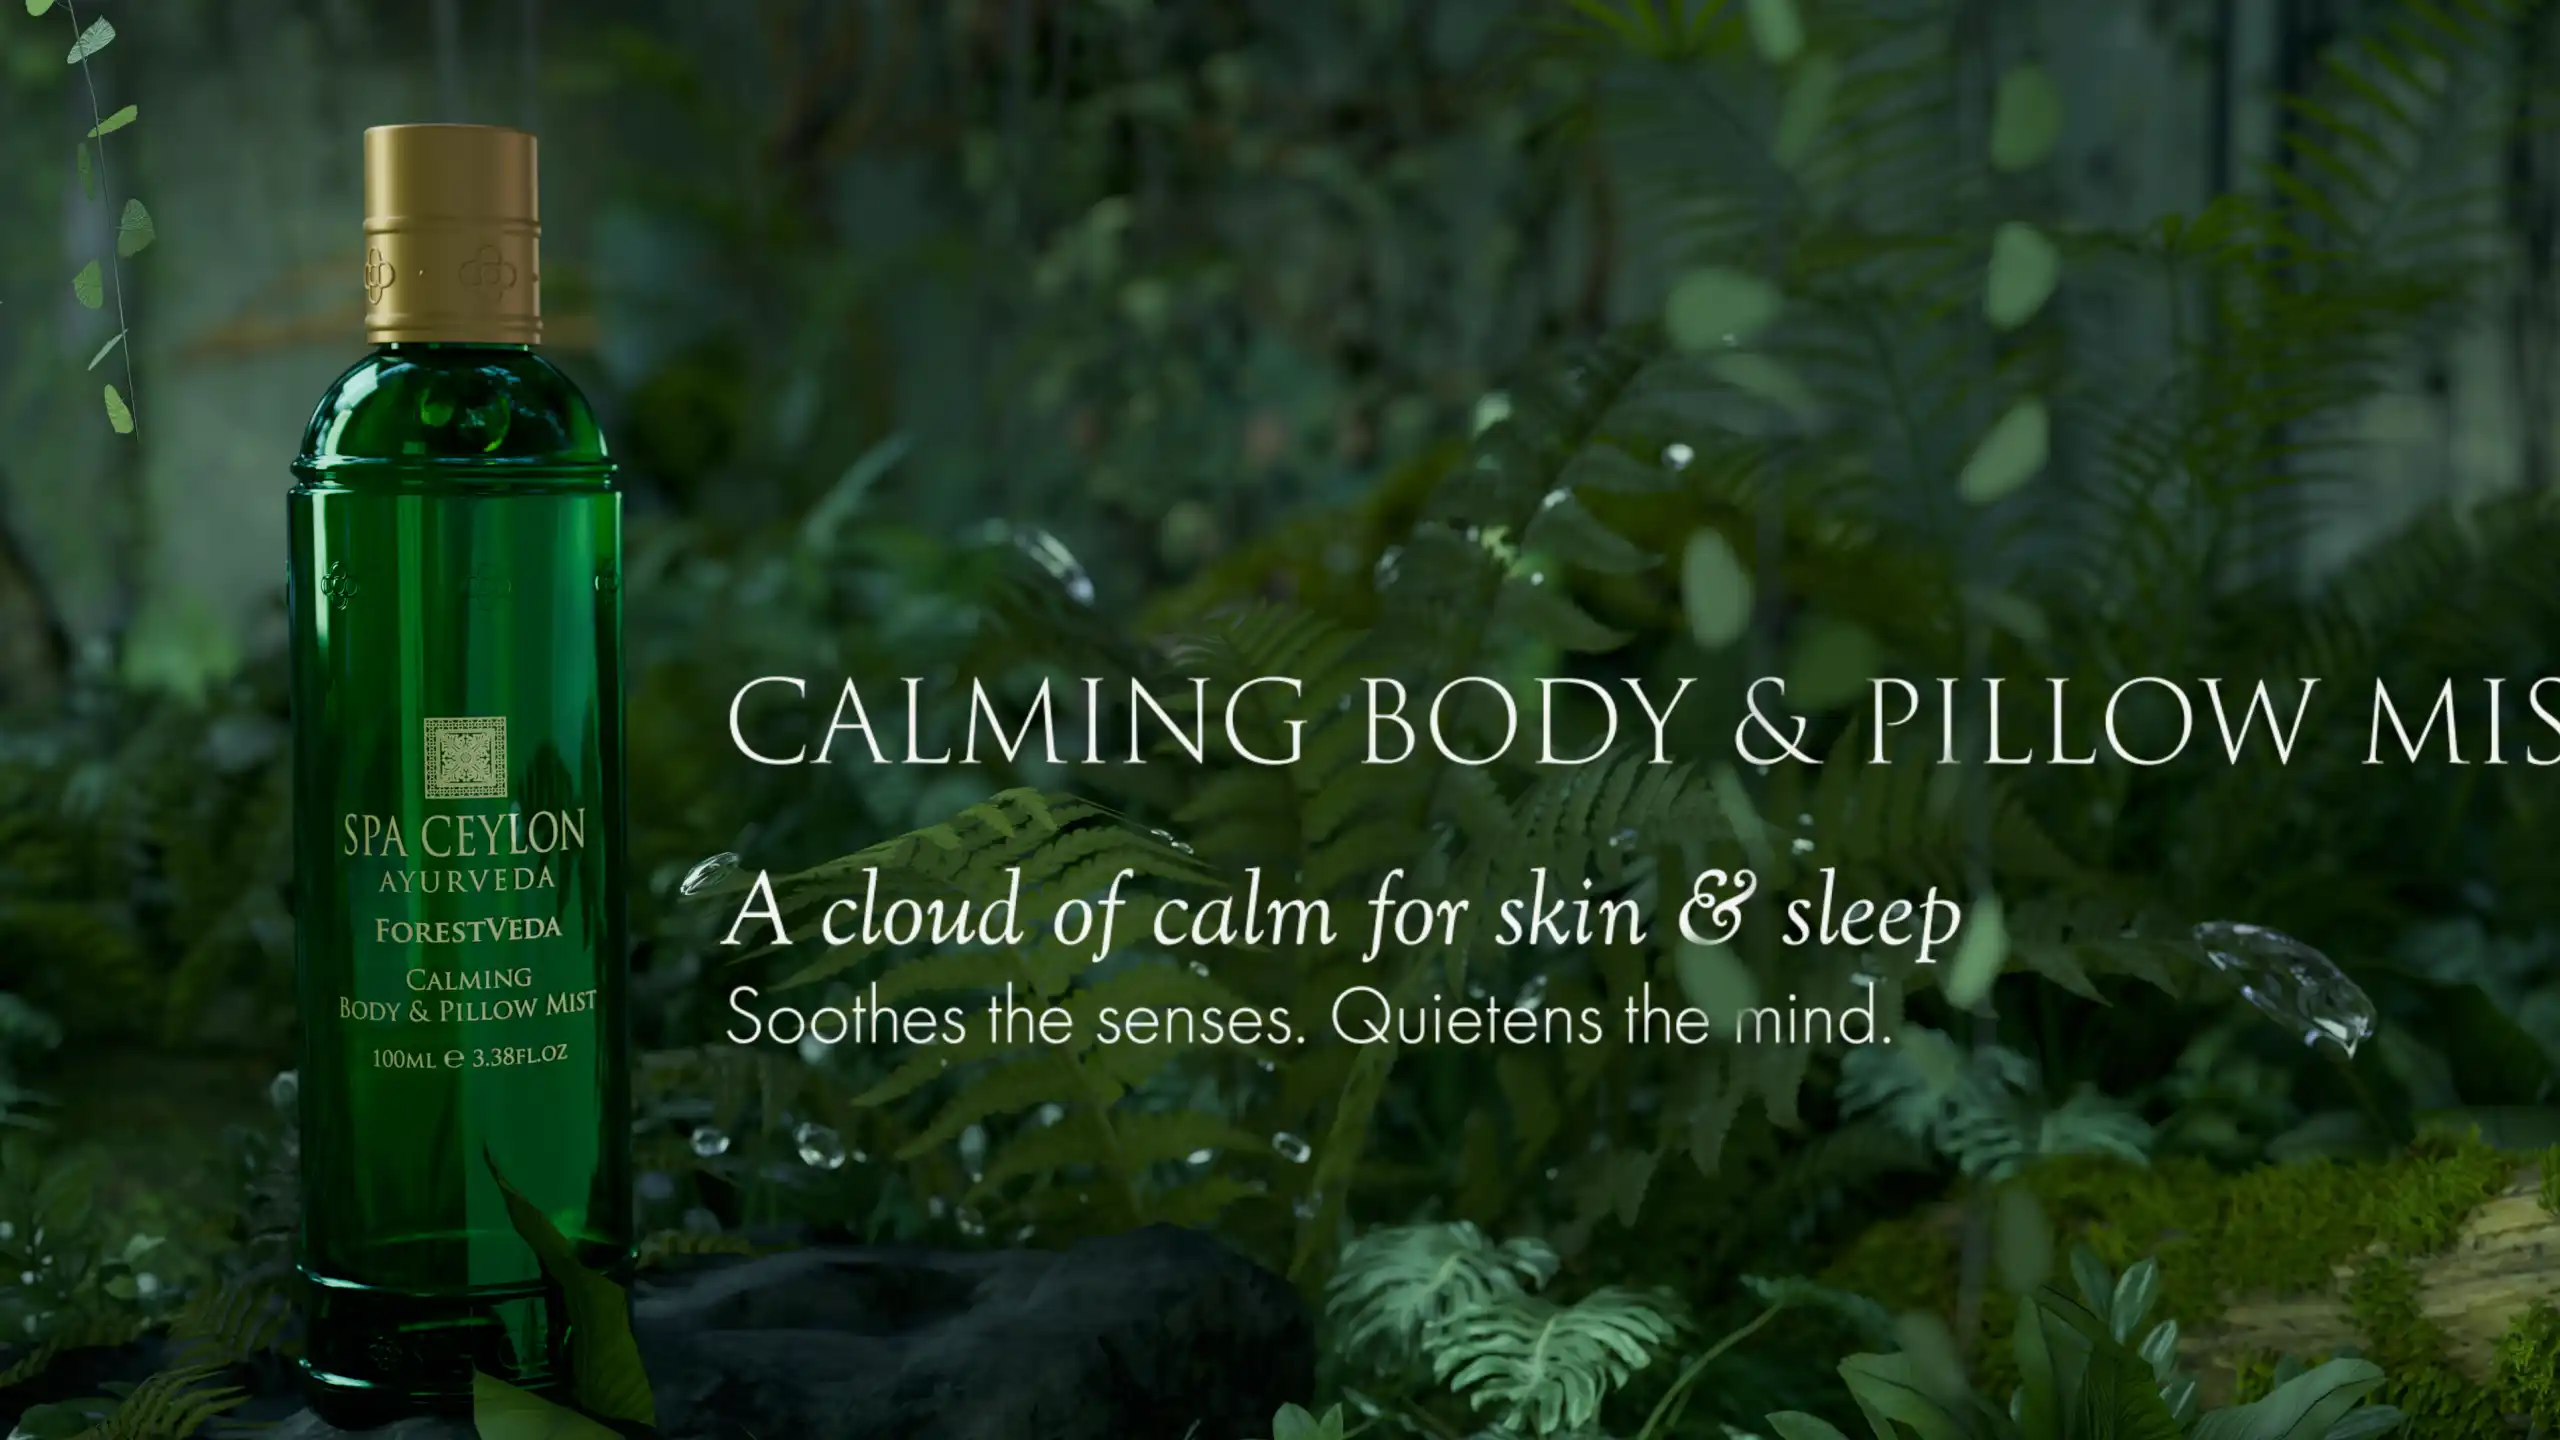 SPA CEYLON
AYURVEDA
FORESTVEDA
CALMING
BODY & PILLOW MIST
100ML ℮ 3.38FL.OZ
CALMING BODY & PILLOW MIS
A cloud of calm for skin & sleep
Soothes the senses. Quietens the mind.